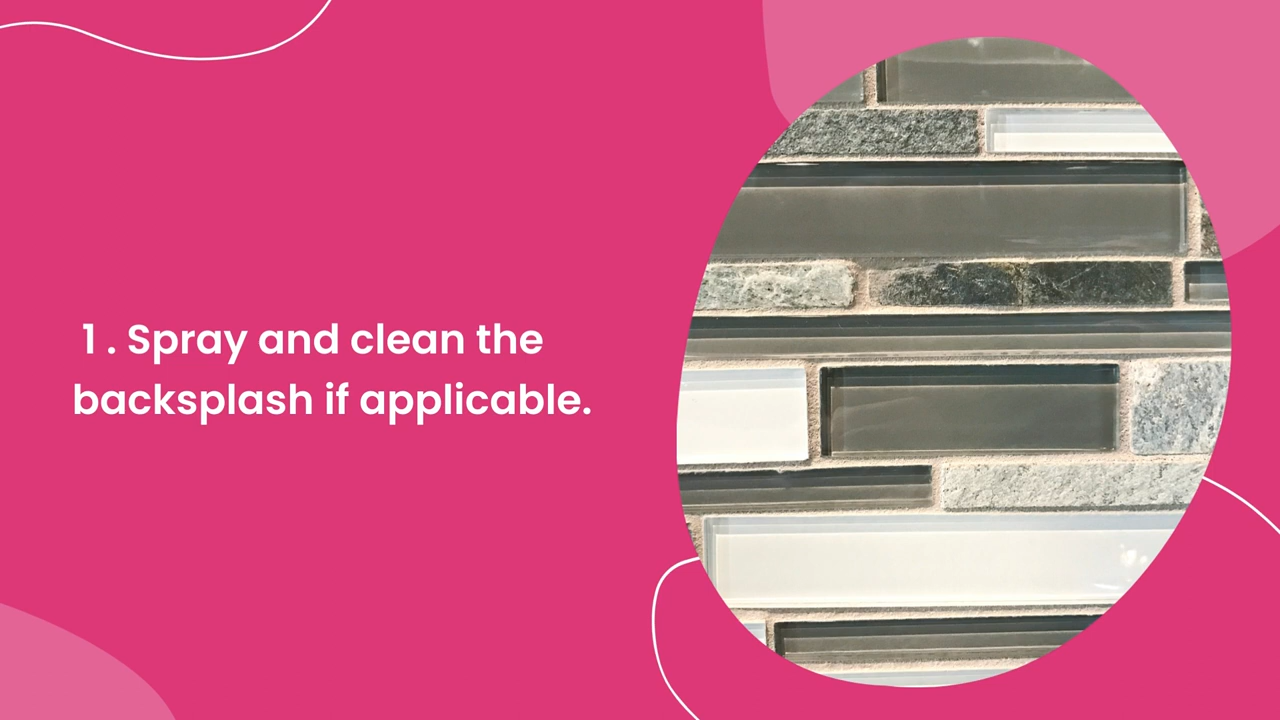 1 . Spray and clean the
backsplash if applicable.